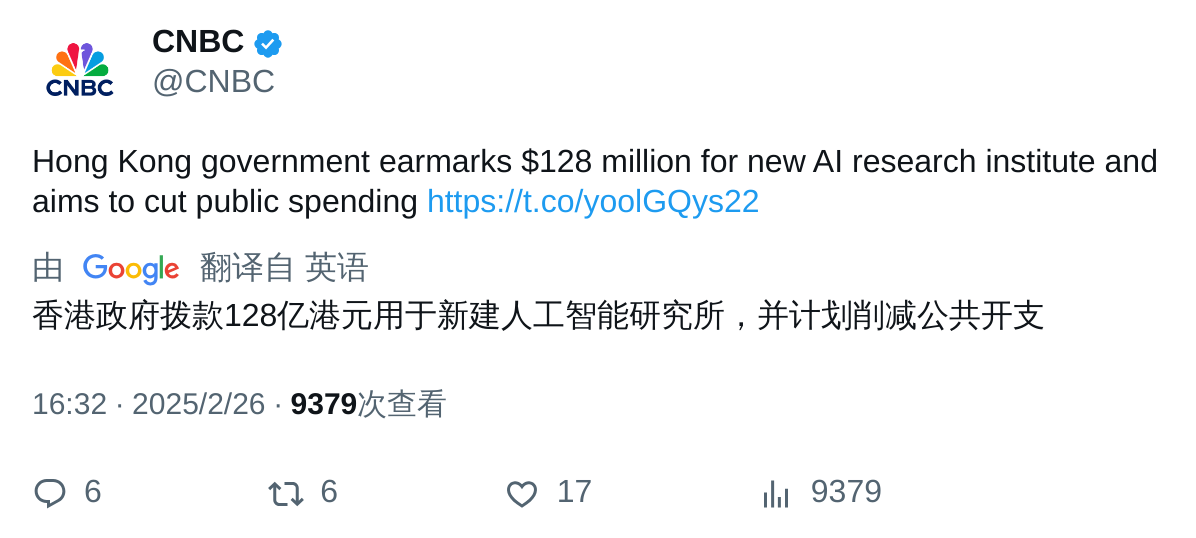 CNBC
@CNBC
CNBC
Hong Kong government earmarks $128 million for new AI research institute and
aims to cut public spending https://t.co/yoolGQys22
由 Google 翻译自 英语
香港政府拨款128亿港元用于新建人工智能研究所，并计划削减公共开支
16:32 · 2025/2/26 · 9379次查看
6 6 17 9379